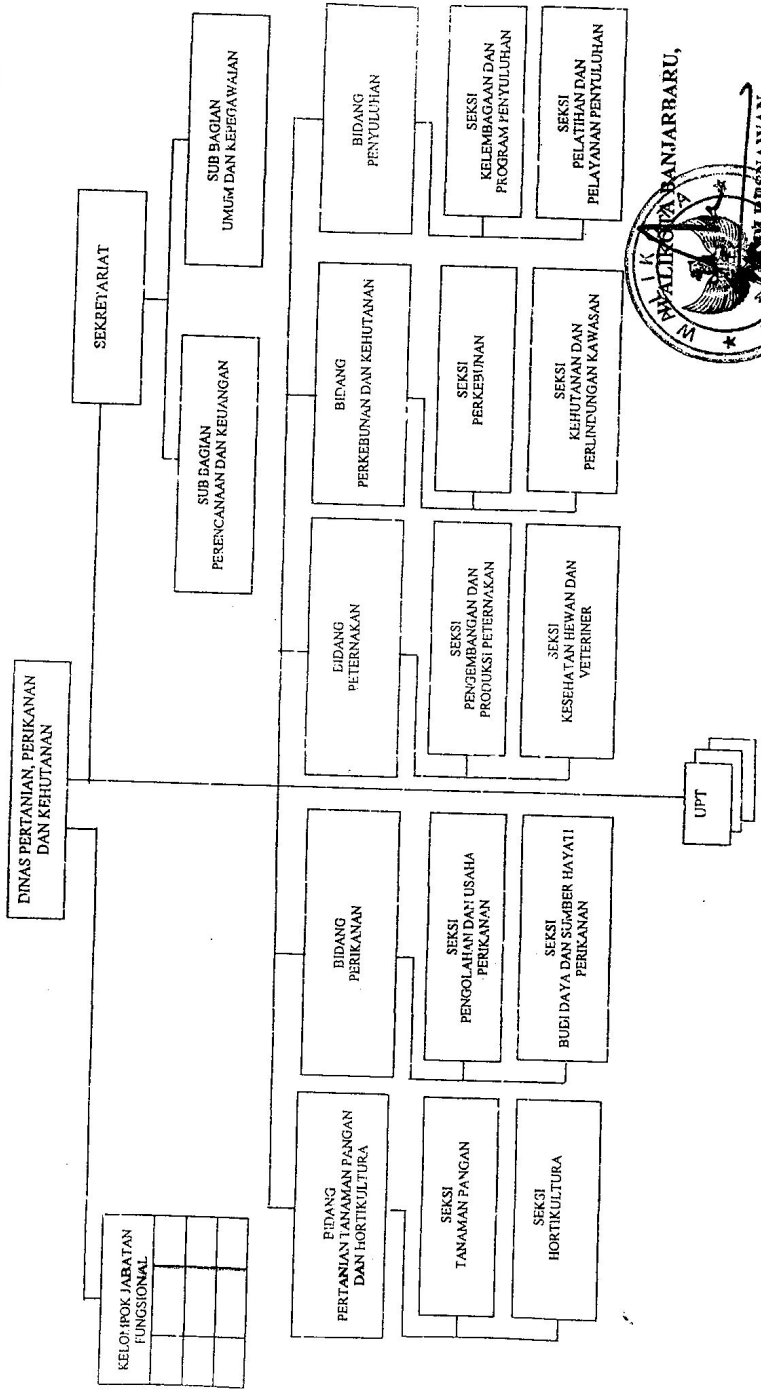 DINAS PERTANIAN, PERIKANAN
DAN KEHUTANAN
KELOMPOK JABATAN
FUNGSIONAL
SEKRETARIAT
SUB BAGIAN
PERENCANAAN DAN KEUANGAN
SUB BAGIAN
UMUM DAN KEPEGAWAIAN
BIDANG
PERTANIAN TANAMAN PANGAN
DAN HORTIKULTURA
SEKSI
TANAMAN PANGAN
SEKSI
HORTIKULTURA
BIDANG
PERIKANAN
SEKSI
PENGOLAHAN DAN USAHA
PERIKANAN
SEKSI
BUDI DAYA DAN SUMBER HAYATI
PERIKANAN
BIDANG
PETERNAKAN
SEKSI
PENGEMBANGAN DAN
PRODUKSI PETERNAKAN
SEKSI
KESEHATAN HEWAN DAN
VETERINER
BIDANG
PERKEBUNAN DAN KEHUTANAN
SEKSI
PERKEBUNAN
SEKSI
KEHUTANAN DAN
PERLINDUNGAN KAWASAN
BIDANG
PENYULUHAN
SEKSI
KELEMBAGAAN DAN
PROGRAM PENYULUHAN
SEKSI
PELATIHAN DAN
PELAYANAN PENYULUHAN
UPT
WALIKOTA BANJARBARU,